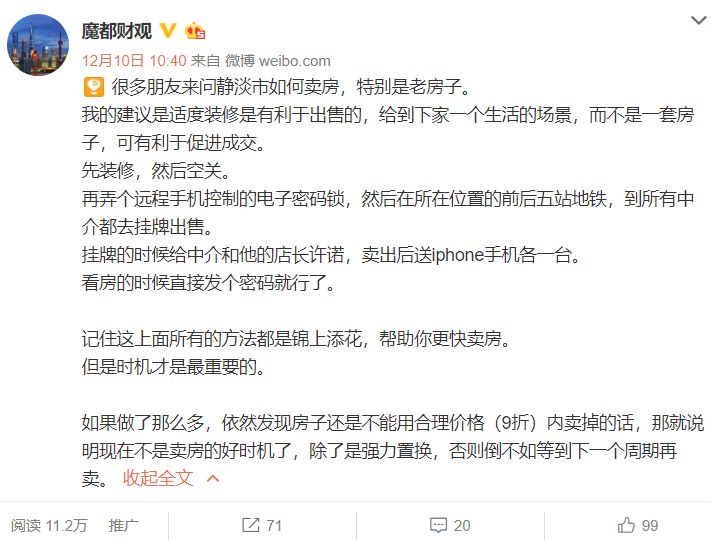 魔都财观
12月10日 10:40 来自 微博 weibo.com
很多朋友来问静淡市如何卖房，特别是老房子。
我的建议是适度装修是有利于出售的，给到下家一个生活的场景，而不是一套房
子，可有利于促进成交。
先装修，然后空关。
再弄个远程手机控制的电子密码锁，然后在所在位置的前后五站地铁，到所有中
介都去挂牌出售。
挂牌的时候给中介和他的店长许诺，卖出后送iphone手机各一台。
看房的时候直接发个密码就行了。
记住这上面所有的方法都是锦上添花，帮助你更快卖房。
但是时机才是最重要的。
如果做了那么多，依然发现房子还是不能用合理价格（9折）内卖掉的话，那就说
明现在不是卖房的好时机了，除了是强力置换，否则倒不如等到下一个周期再
卖。 收起全文
阅读 11.2万 推广 71 20 99